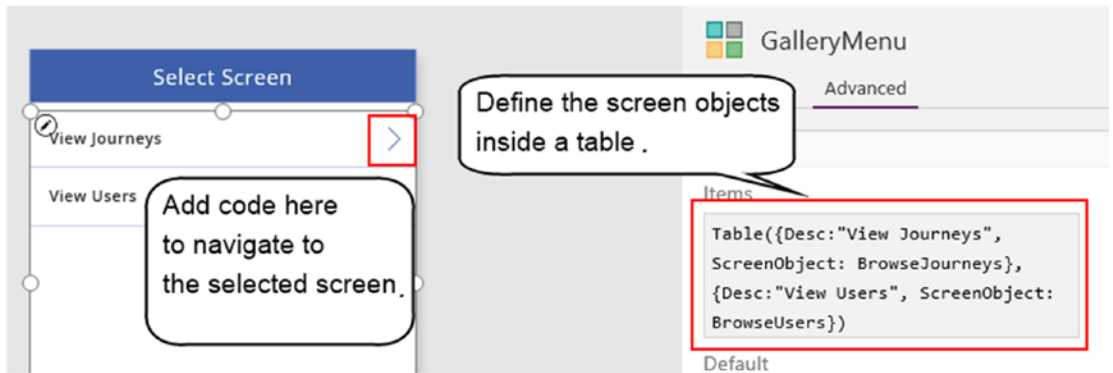 Select Screen
View Journeys
View Users
Add code here
to navigate to
the selected screen.
Define the screen objects
inside a table .
GalleryMenu
Advanced
Items
Table({Desc:"View Journeys",
ScreenObject: BrowseJourneys},
{Desc:"View Users", ScreenObject:
BrowseUsers})
Default